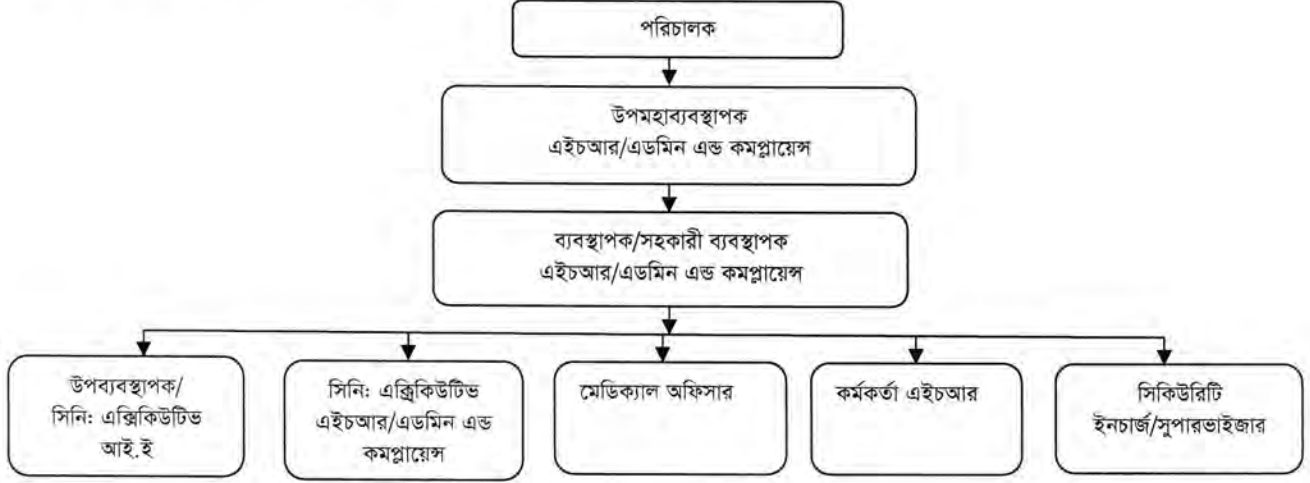 পরিচালক
উপমহাব্যবস্থাপক
এইচআর/এডমিন এন্ড কমপ্লায়েন্স
ব্যবস্থাপক/সহকারী ব্যবস্থাপক
এইচআর/এডমিন এন্ড কমপ্লায়েন্স
উপব্যবস্থাপক/
সিনি: এক্সিকিউটিভ
আই.ই
সিনি: এক্সিকিউটিভ
এইচআর/এডমিন এন্ড
কমপ্লায়েন্স
মেডিক্যাল অফিসার
কর্মকর্তা এইচআর
সিকিউরিটি
ইনচার্জ/সুপারভাইজার